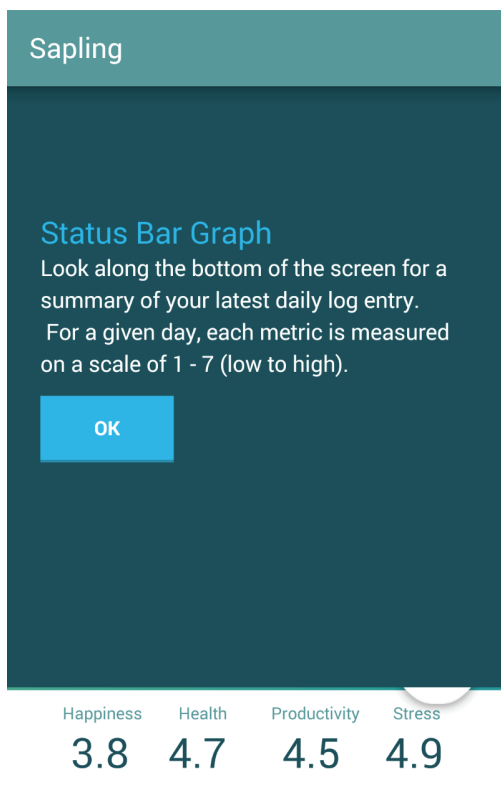 Sapling
Status Bar Graph
Look along the bottom of the screen for a
summary of your latest daily log entry.
For a given day, each metric is measured
on a scale of 1 - 7 (low to high).
OK
Happiness Health Productivity Stress
3.8 4.7 4.5 4.9